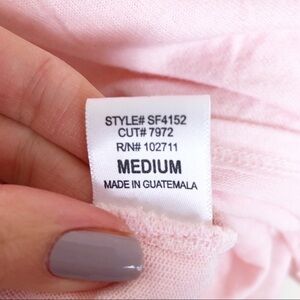 STYLE# SF4152
CUT# 7972
R/N# 102711
MEDIUM
MADE IN GUATEMALA